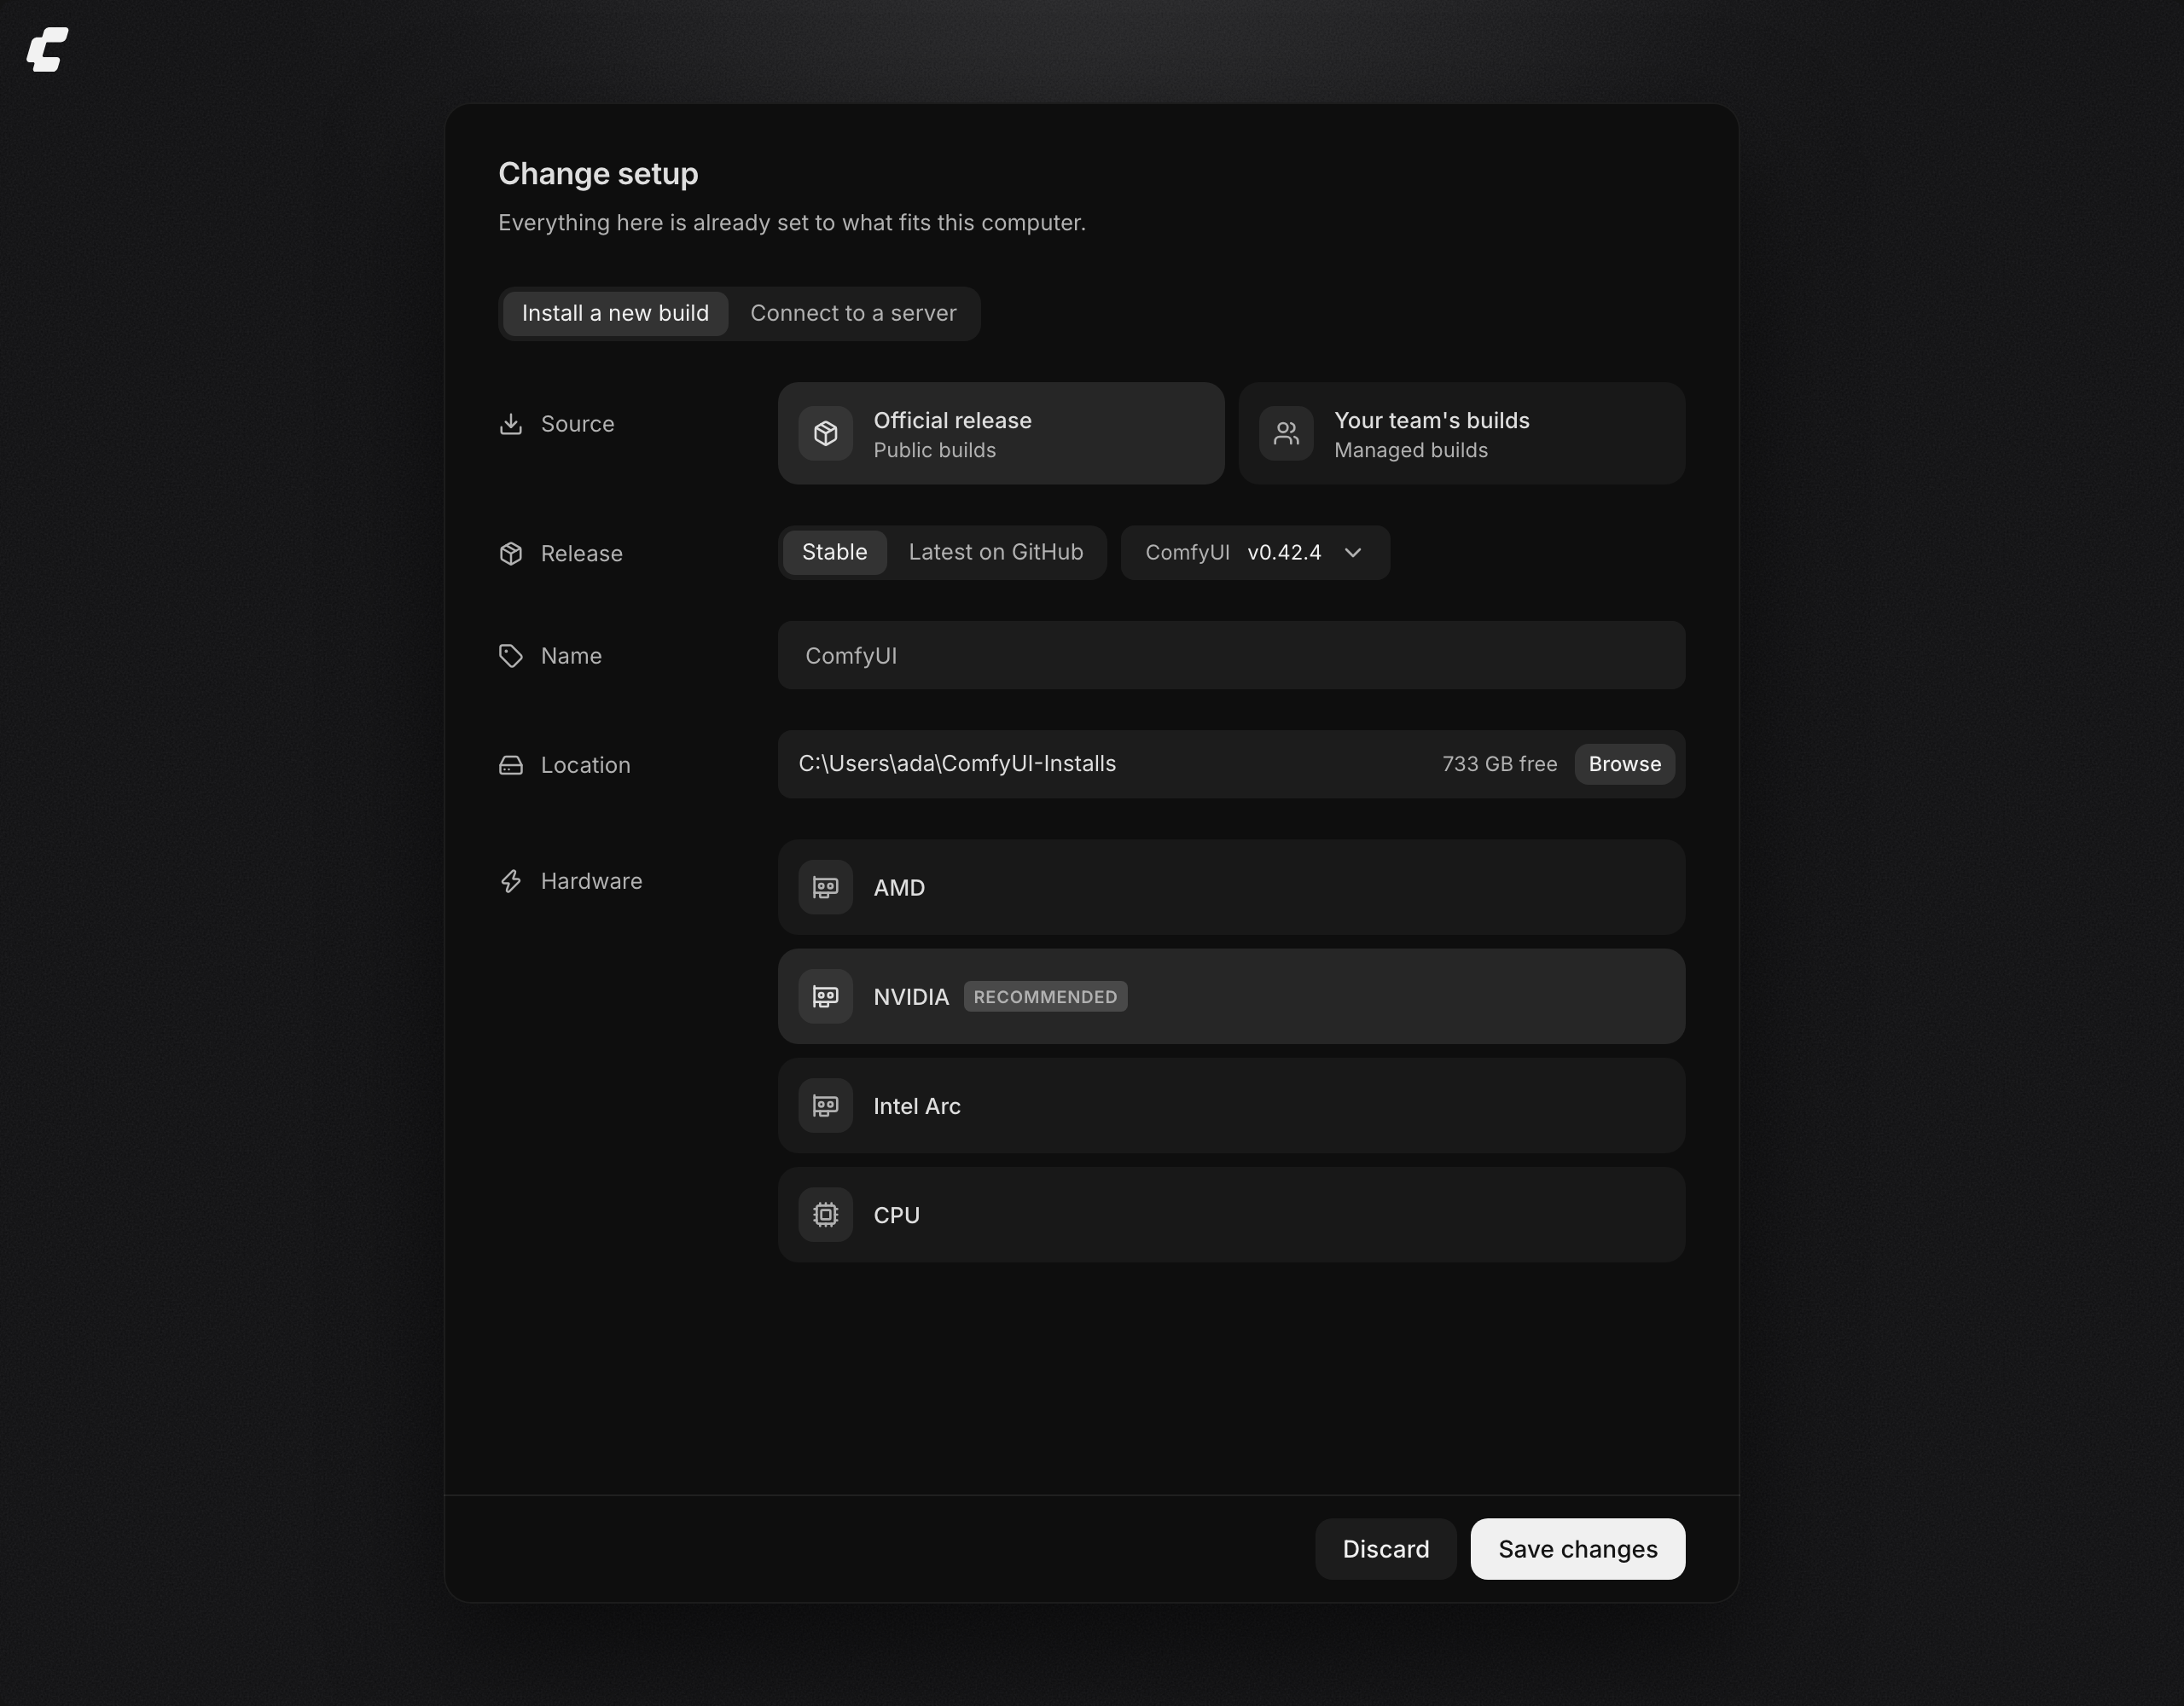 Change setup
Everything here is already set to what fits this computer.
Install a new build
Connect to a server
Source
Official release
Public builds
Your team's builds
Managed builds
Release
Stable
Latest on GitHub
ComfyUI v0.42.4
Name
ComfyUI
Location
C:\Users\ada\ComfyUI-Installs
733 GB free
Browse
Hardware
AMD
NVIDIA
RECOMMENDED
Intel Arc
CPU
Discard
Save changes